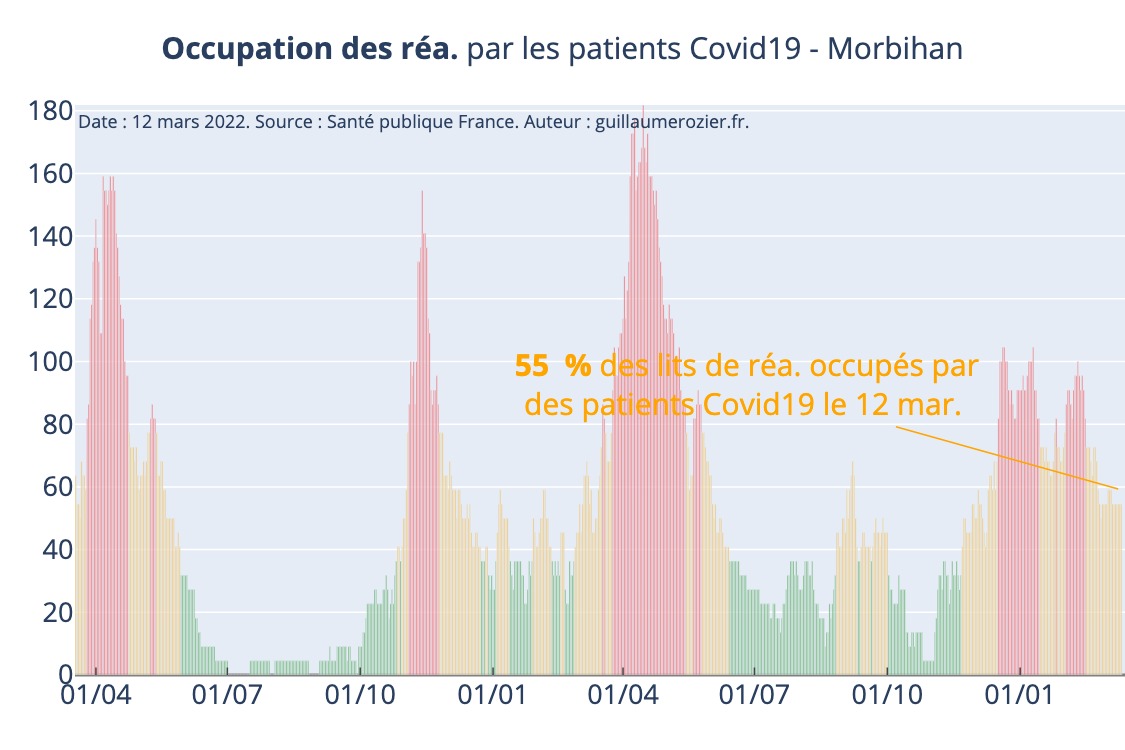 Occupation des réa. par les patients Covid19 - Morbihan
180
Date : 12 mars 2022. Source : Santé publique France. Auteur : guillaumerozier.fr.
160
140
120
100
55 % des lits de réa. occupés par
des patients Covid19 le 12 mar.
80
60
40
20
0
01/04 01/07 01/10 01/01 01/04 01/07 01/10 01/01